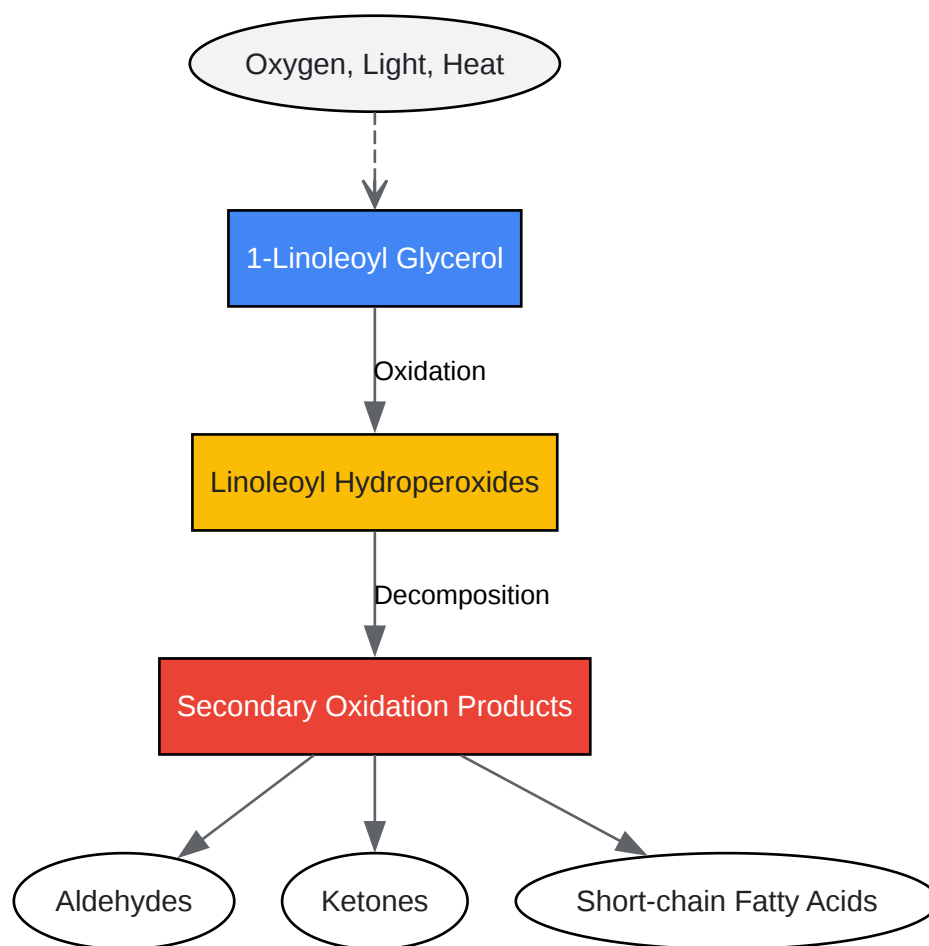 Oxygen, Light, Heat
1-Linoleoyl Glycerol
Oxidation
Linoleoyl Hydroperoxides
Decomposition
Secondary Oxidation Products
Aldehydes
Ketones
Short-chain Fatty Acids